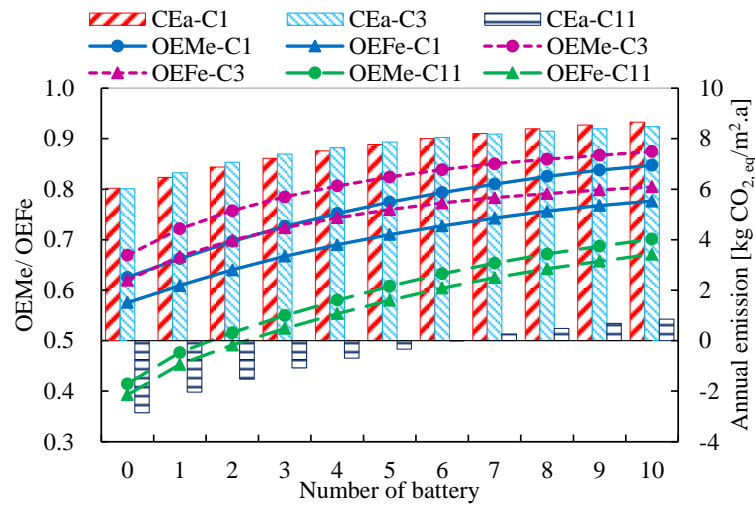 CEa-C1 CEa-C3 CEa-C11
OEMe-C1 OEFe-C1 OEMe-C3
OEFe-C3 OEMe-C11 OEFe-C11
1.0 10
0.9 8
0.8 6
0.7 4
0.6 2
0.5 0
0.4 -2
0.3 -4
OEMe/ OEFe
Annual emission [kg CO2, eq/m².a]
0 1 2 3 4 5 6 7 8 9 10
Number of battery